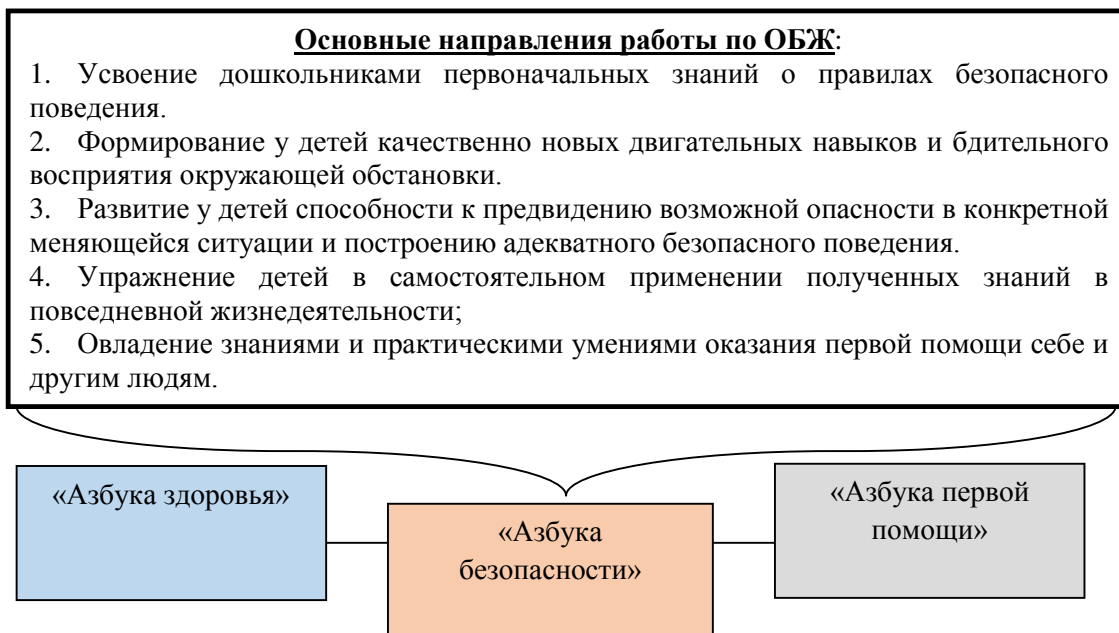 Основные направления работы по ОБЖ:
1. Усвоение дошкольниками первоначальных знаний о правилах безопасного
поведения.
2. Формирование у детей качественно новых двигательных навыков и бдительного
восприятия окружающей обстановки.
3. Развитие у детей способности к предвидению возможной опасности в конкретной
меняющейся ситуации и построению адекватного безопасного поведения.
4. Упражнение детей в самостоятельном применении полученных знаний в
повседневной жизнедеятельности;
5. Овладение знаниями и практическими умениями оказания первой помощи себе и
другим людям.
«Азбука здоровья»
«Азбука
безопасности»
«Азбука первой
помощи»